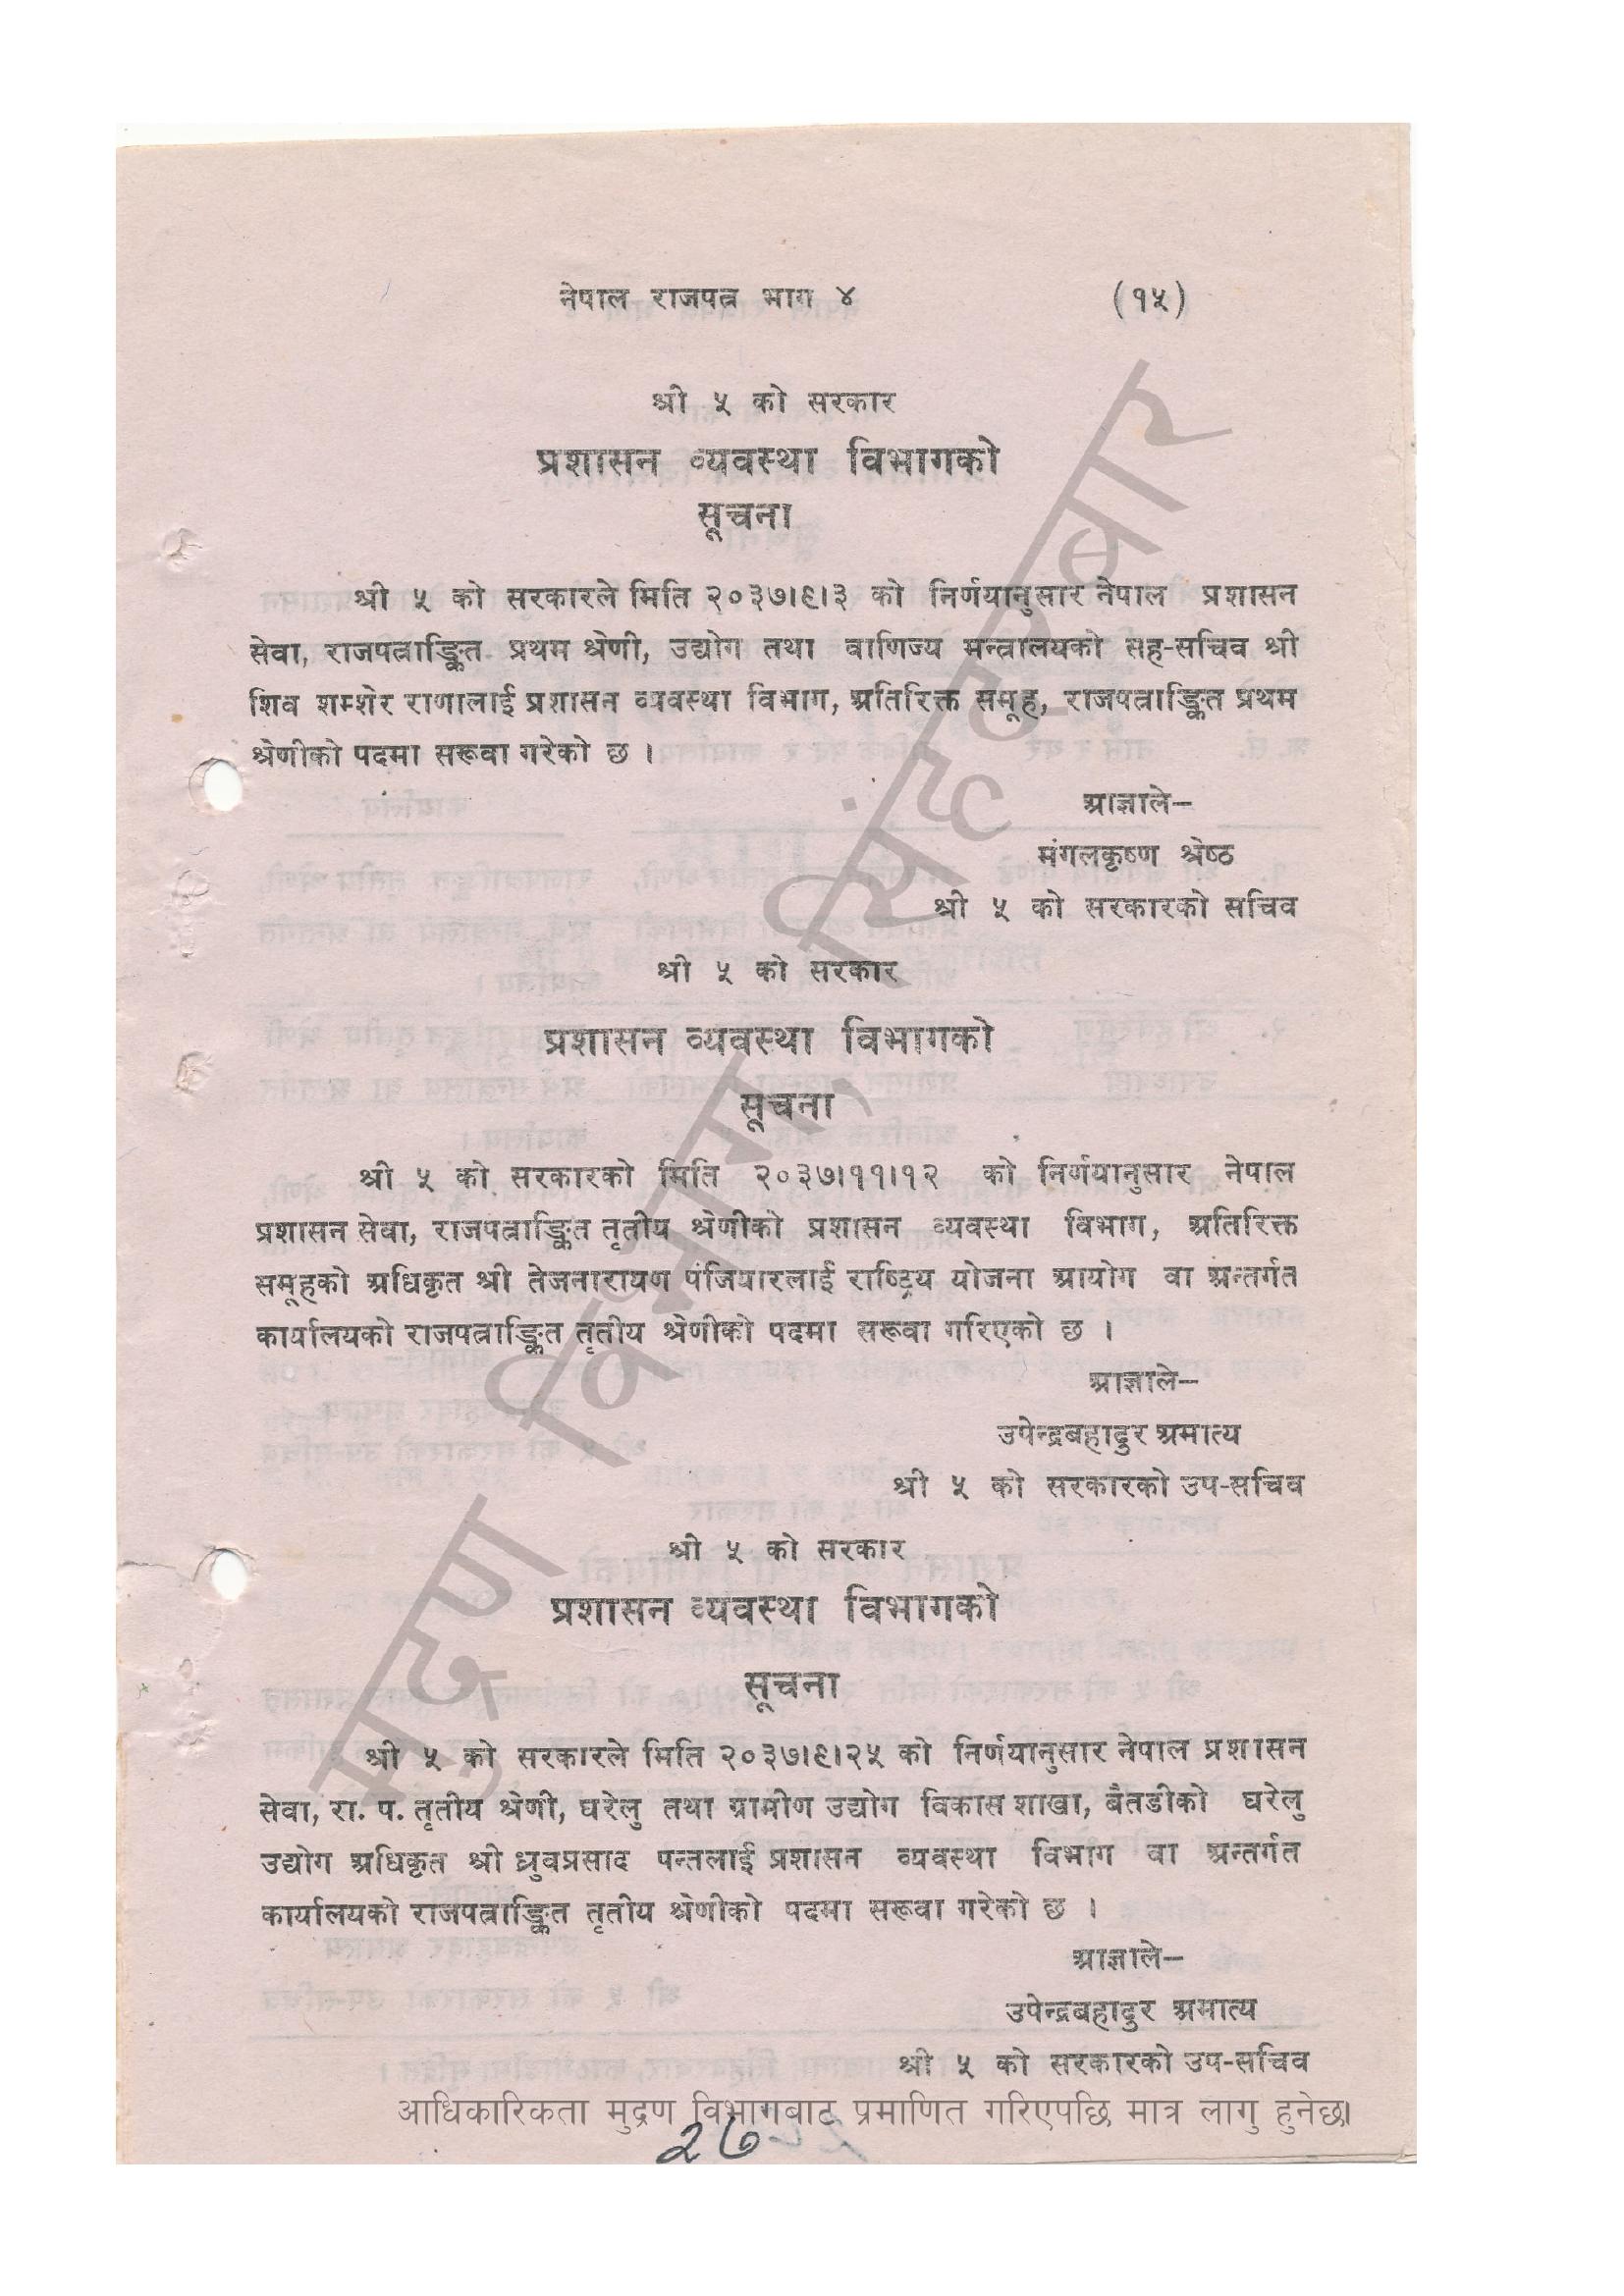 नेपाल राजपत्र भाग ४ (१५)
श्री ५ को सरकार
प्रशासन व्यवस्था विभागको
सूचना
श्री ५ को सरकारले मिति २०३७।९।३ को निर्णयानुसार नेपाल प्रशासन
सेवा, राजपत्राङ्कित प्रथम श्रेणी, उद्योग तथा वाणिज्य मन्त्रालयको सह-सचिव श्री
शिव शम्शेर राणालाई प्रशासन व्यवस्था विभाग, अतिरिक्त समूह, राजपत्राङ्कित प्रथम
श्रेणीको पदमा सरूवा गरेको छ ।
आज्ञाले–
मंगलकृष्ण श्रेष्ठ
श्री ५ को सरकारको सचिव
श्री ५ को सरकार
प्रशासन व्यवस्था विभागको
सूचना
श्री ५ को सरकारको मिति २०३७।११।१२ को निर्णयानुसार नेपाल
प्रशासन सेवा, राजपत्राङ्कित तृतीय श्रेणीको प्रशासन व्यवस्था विभाग, अतिरिक्त
समूहको अधिकृत श्री तेजनारायण पंजियारलाई राष्ट्रिय योजना आयोग वा अन्तर्गत
कार्यालयको राजपत्राङ्कित तृतीय श्रेणीको पदमा सरूवा गरिएको छ ।
आज्ञाले–
उपेन्द्रबहादुर अमात्य
श्री ५ को सरकारको उप-सचिव
श्री ५ को सरकार
प्रशासन व्यवस्था विभागको
सूचना
श्री ५ को सरकारले मिति २०३७।९।२५ को निर्णयानुसार नेपाल प्रशासन
सेवा, रा. प. तृतीय श्रेणी, घरेलु तथा ग्रामीण उद्योग विकास शाखा, बैतडीको घरेलु
उद्योग अधिकृत श्री ध्रुवप्रसाद पन्तलाई प्रशासन व्यवस्था विभाग वा अन्तर्गत
कार्यालयको राजपत्राङ्कित तृतीय श्रेणीको पदमा सरूवा गरेको छ ।
आज्ञाले–
उपेन्द्रबहादुर अमात्य
श्री ५ को सरकारको उप-सचिव
आधिकारिकता मुद्रण विभागबाट प्रमाणित गरिएपछि मात्र लागु हुनेछ।
२७
मुद्रण विभाग, सिंहदरबार